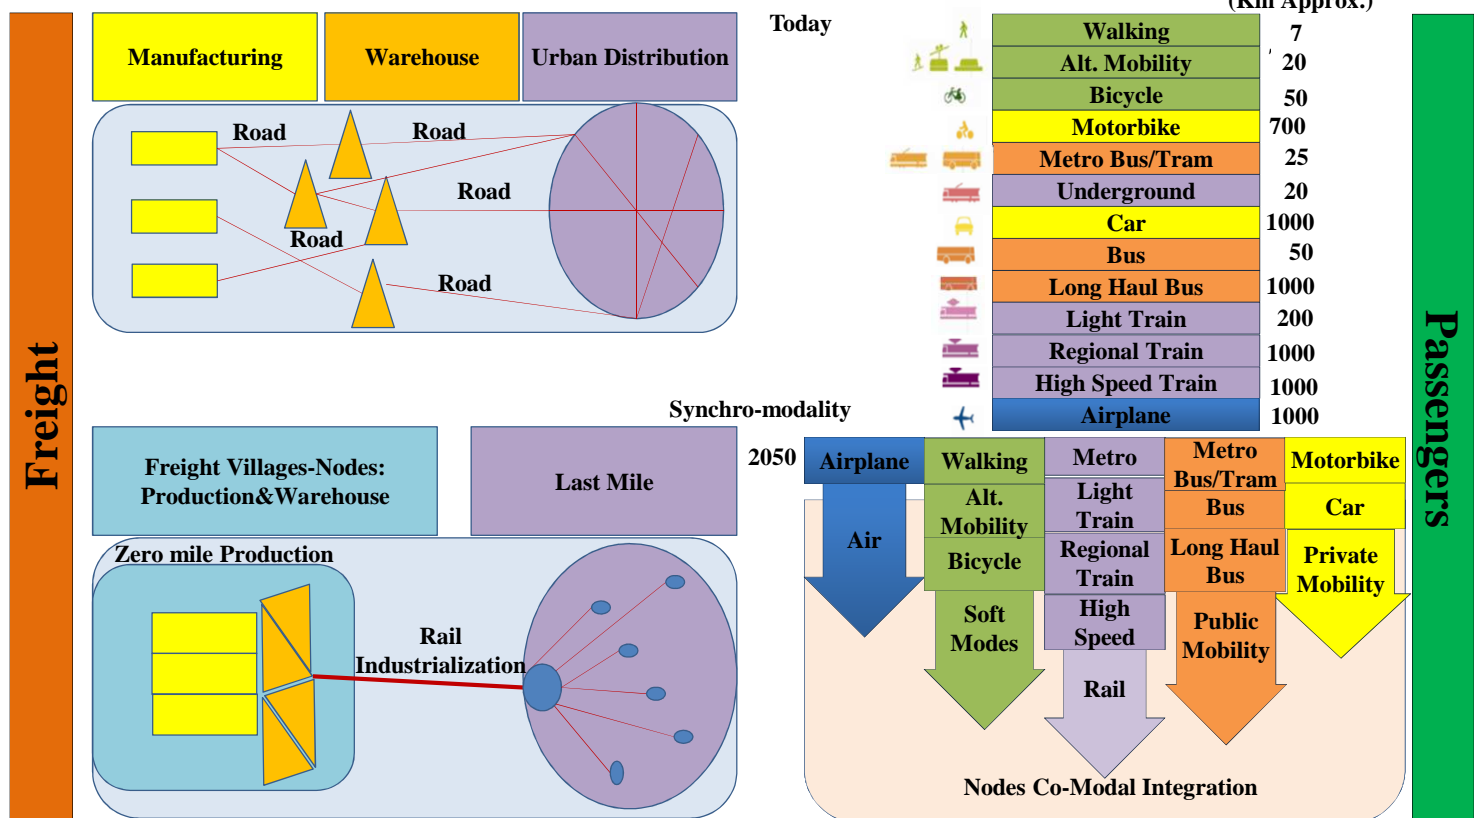 (Km Approx.)
Today
Freight
Manufacturing
Warehouse
Urban Distribution
Road
Road
Road
Road
Road
Walking
7
Alt. Mobility
20
Bicycle
50
Motorbike
700
Metro Bus/Tram
25
Underground
20
Car
1000
Bus
50
Long Haul Bus
1000
Light Train
200
Regional Train
1000
High Speed Train
1000
Airplane
1000
Passengers
Synchro-modality
Freight Villages-Nodes:
Production&Warehouse
Last Mile
Zero mile Production
Rail
Industrialization
2050
Airplane
Air
Walking
Alt.
Mobility
Bicycle
Soft
Modes
Metro
Light
Train
Regional
Train
High
Speed
Rail
Metro
Bus/Tram
Bus
Long Haul
Bus
Public
Mobility
Motorbike
Car
Private
Mobility
Nodes Co-Modal Integration